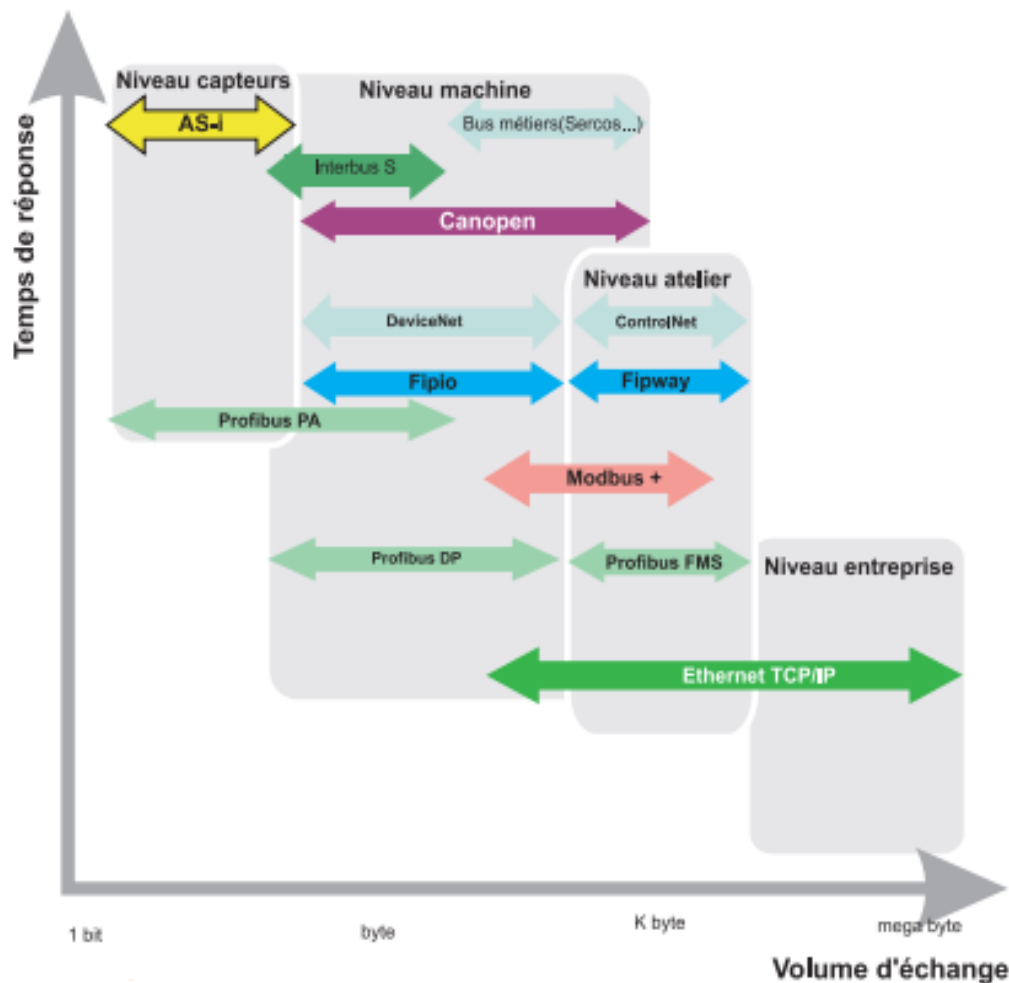 Temps de réponse
Niveau capteurs
Niveau machine
AS-i
Bus métiers(Sercos...)
Interbus S
Canopen
Niveau atelier
DeviceNet
ControlNet
Fipio
Fipway
Profibus PA
Modbus +
Profibus DP
Profibus FMS
Niveau entreprise
Ethernet TCP/IP
1 bit
byte
K byte
mega byte
Volume d'échange